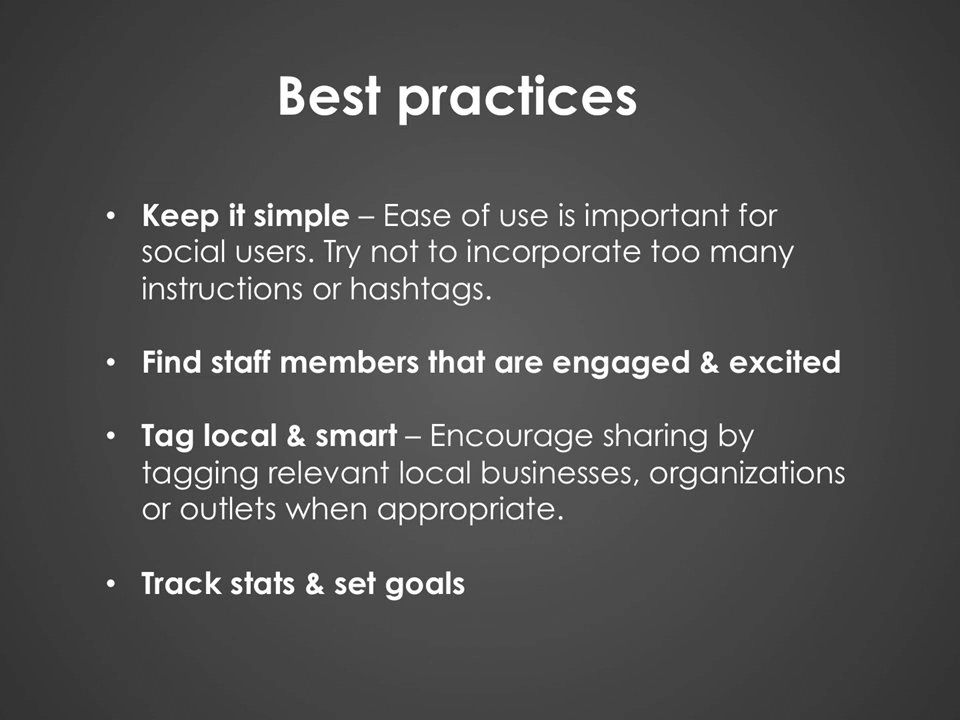 Best practices
• Keep it simple – Ease of use is important for
social users. Try not to incorporate too many
instructions or hashtags.
• Find staff members that are engaged & excited
• Tag local & smart – Encourage sharing by
tagging relevant local businesses, organizations
or outlets when appropriate.
• Track stats & set goals